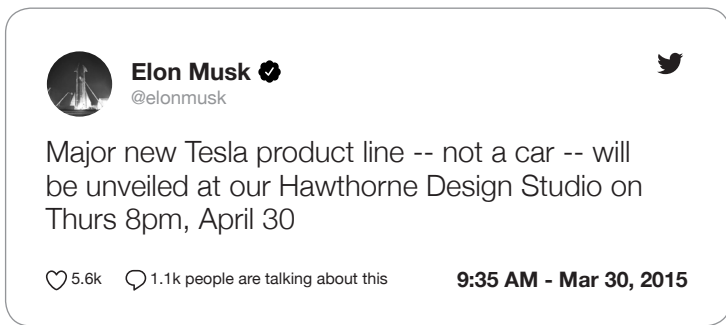 Elon Musk
@elonmusk
Major new Tesla product line -- not a car -- will
be unveiled at our Hawthorne Design Studio on
Thurs 8pm, April 30
5.6k 1.1k people are talking about this 9:35 AM - Mar 30, 2015